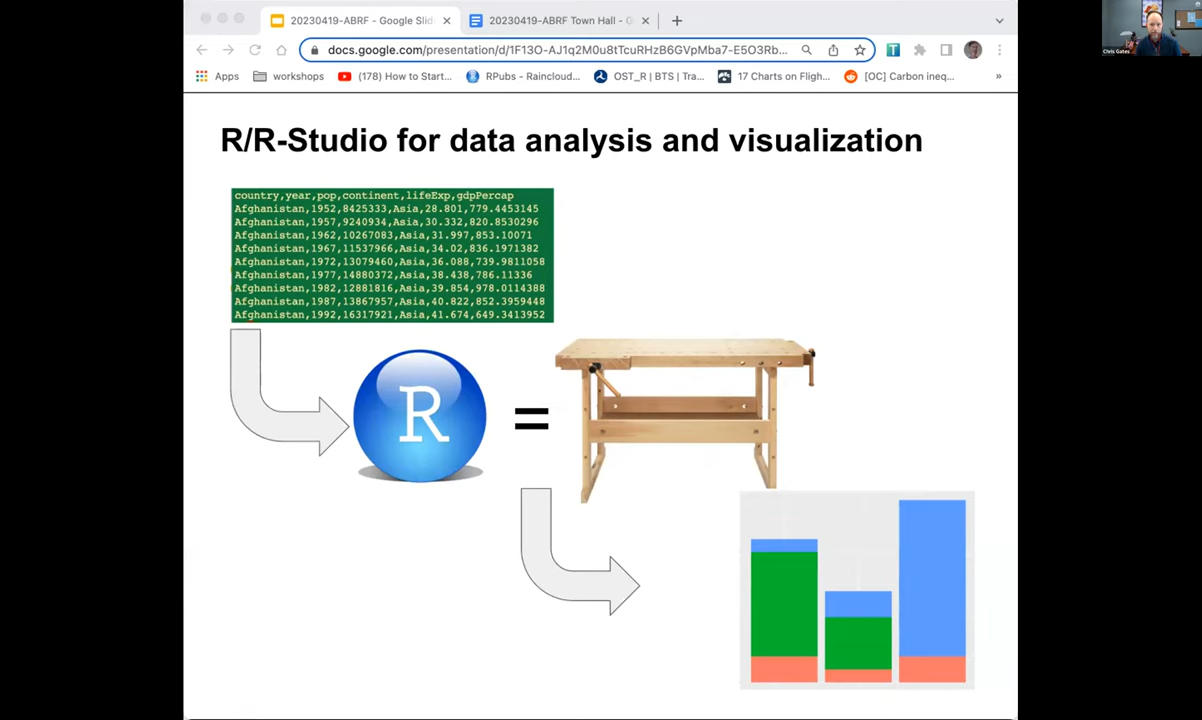 20230419-ABRF - Google Slid
20230419-ABRF Town Hall - G
docs.google.com/presentation/d/1F13O-AJ1q2M0u8tTcuRHzB6GVpMba7-E5O3Rb...
T
Apps
workshops
(178) How to Start...
RPubs - Raincloud...
OST_R | BTS | Tra...
17 Charts on Fligh...
[OC] Carbon ineq...
»
Chris Gates
R/R-Studio for data analysis and visualization
country,year,pop,continent,lifeExp,gdpPercap
Afghanistan,1952,8425333,Asia,28.801,779.4453145
Afghanistan,1957,9240934,Asia,30.332,820.8530296
Afghanistan,1962,10267083,Asia,31.997,853.10071
Afghanistan,1967,11537966,Asia,34.02,836.1971382
Afghanistan,1972,13079460,Asia,36.088,739.9811058
Afghanistan,1977,14880372,Asia,38.438,786.11336
Afghanistan,1982,12881816,Asia,39.854,978.0114388
Afghanistan,1987,13867957,Asia,40.822,852.3959448
Afghanistan,1992,16317921,Asia,41.674,649.3413952
R
=